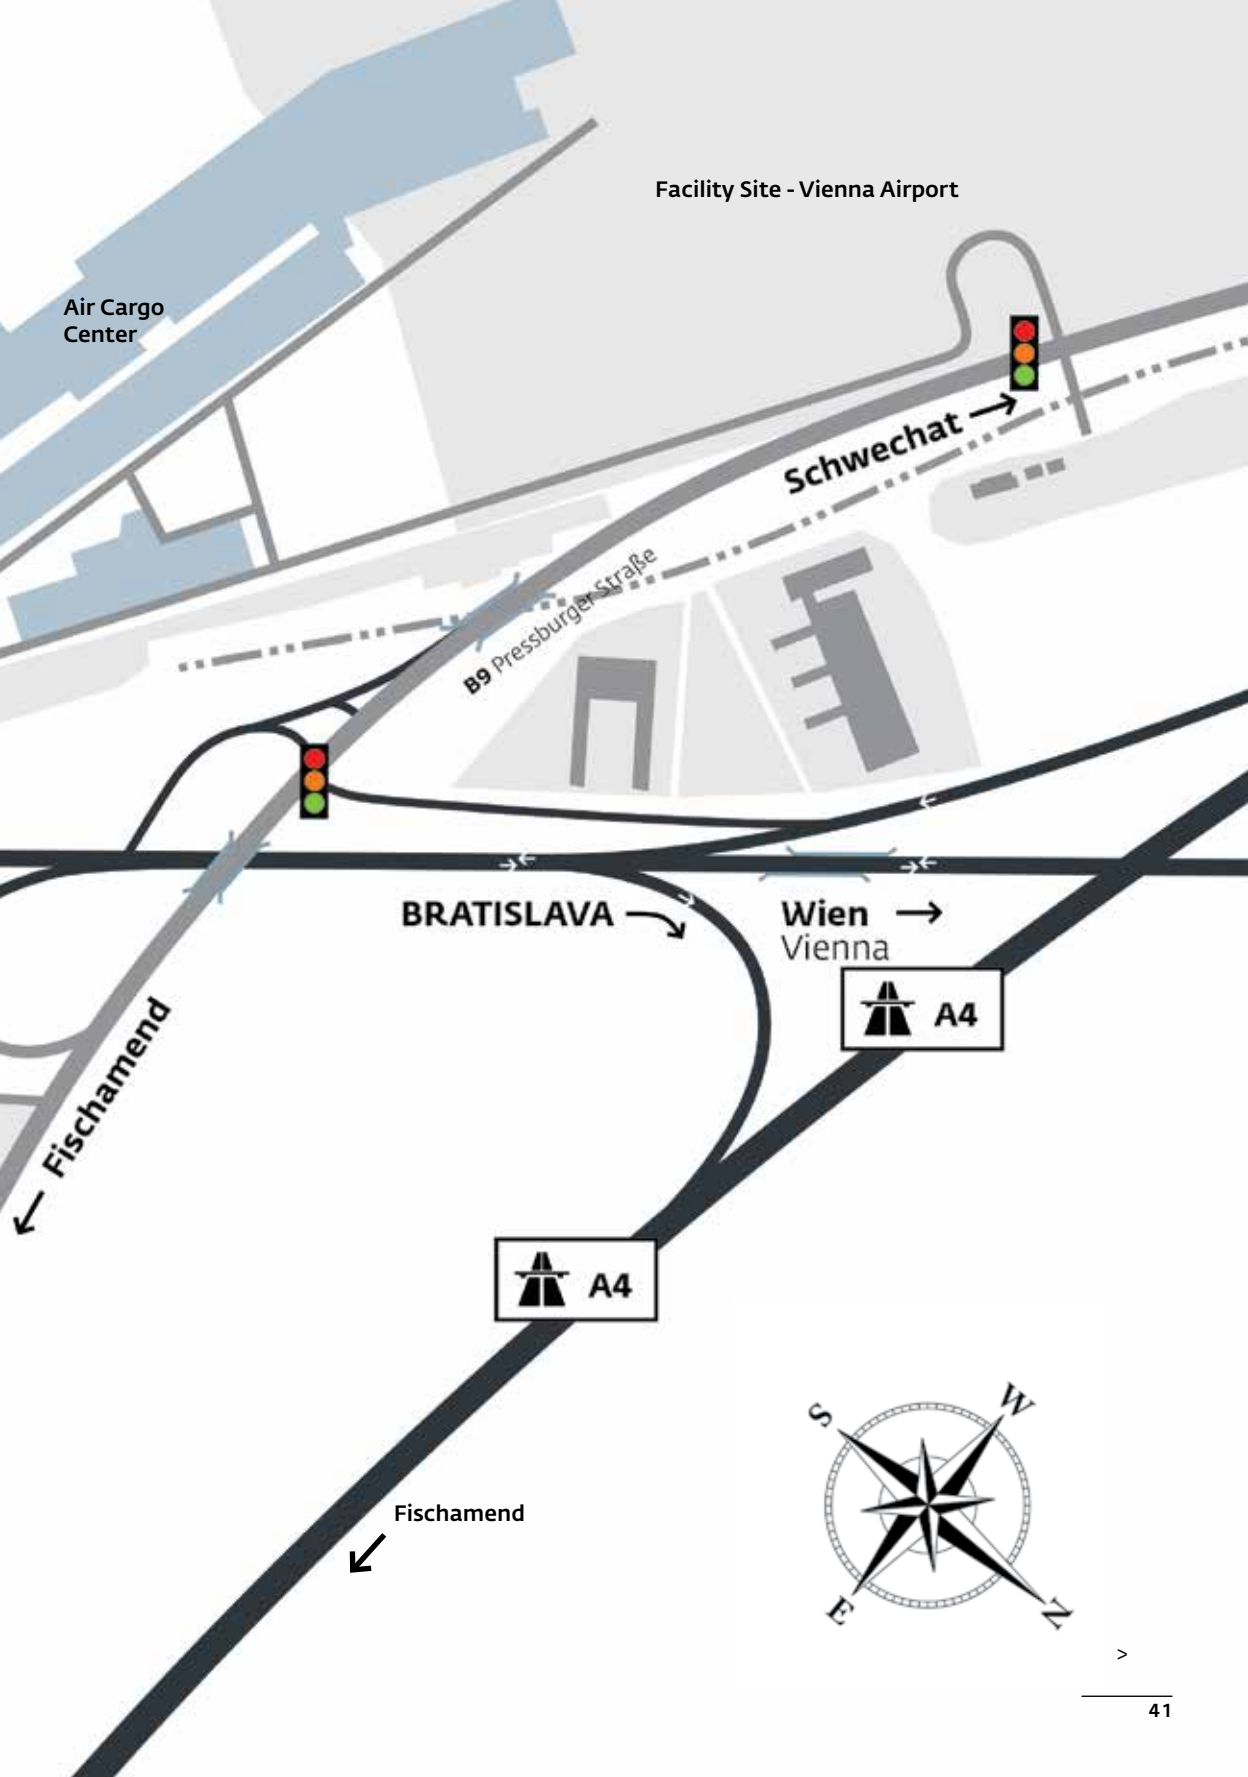 Facility Site - Vienna Airport
Air Cargo
Center
Schwechat
B9 Pressburger Straße
BRATISLAVA
Wien
Vienna
A4
Fischamend
A4
Fischamend
S
W
E
N
>
41